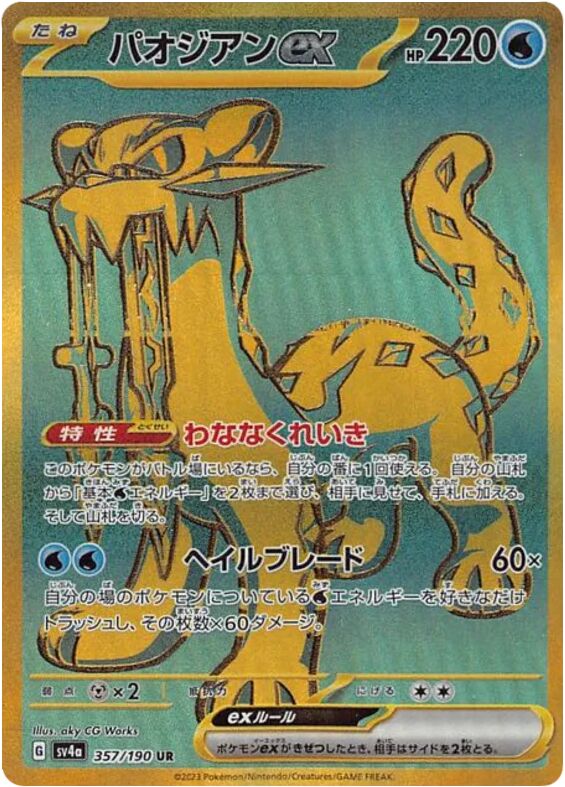 たね
パオジアンex
HP 220
特性 とくせい わななくれいき
このポケモンがバトル場にいるなら、自分の番に1回使える。自分の山札
から「基本エネルギー」を2枚まで選び、相手に見せて、手札に加える。
そして山札を切る。
ヘイルブレード 60×
自分の場のポケモンについているエネルギーを好きなだけ
トラッシュし、その枚数×60ダメージ。
弱点 ×2 抵抗力 にげる
exルール
ポケモンexがきぜつしたとき、相手はサイドを2枚とる。
Illus. aky CG Works
G sv4a 357/190 UR
©2023 Pokémon/Nintendo/Creatures/GAME FREAK.